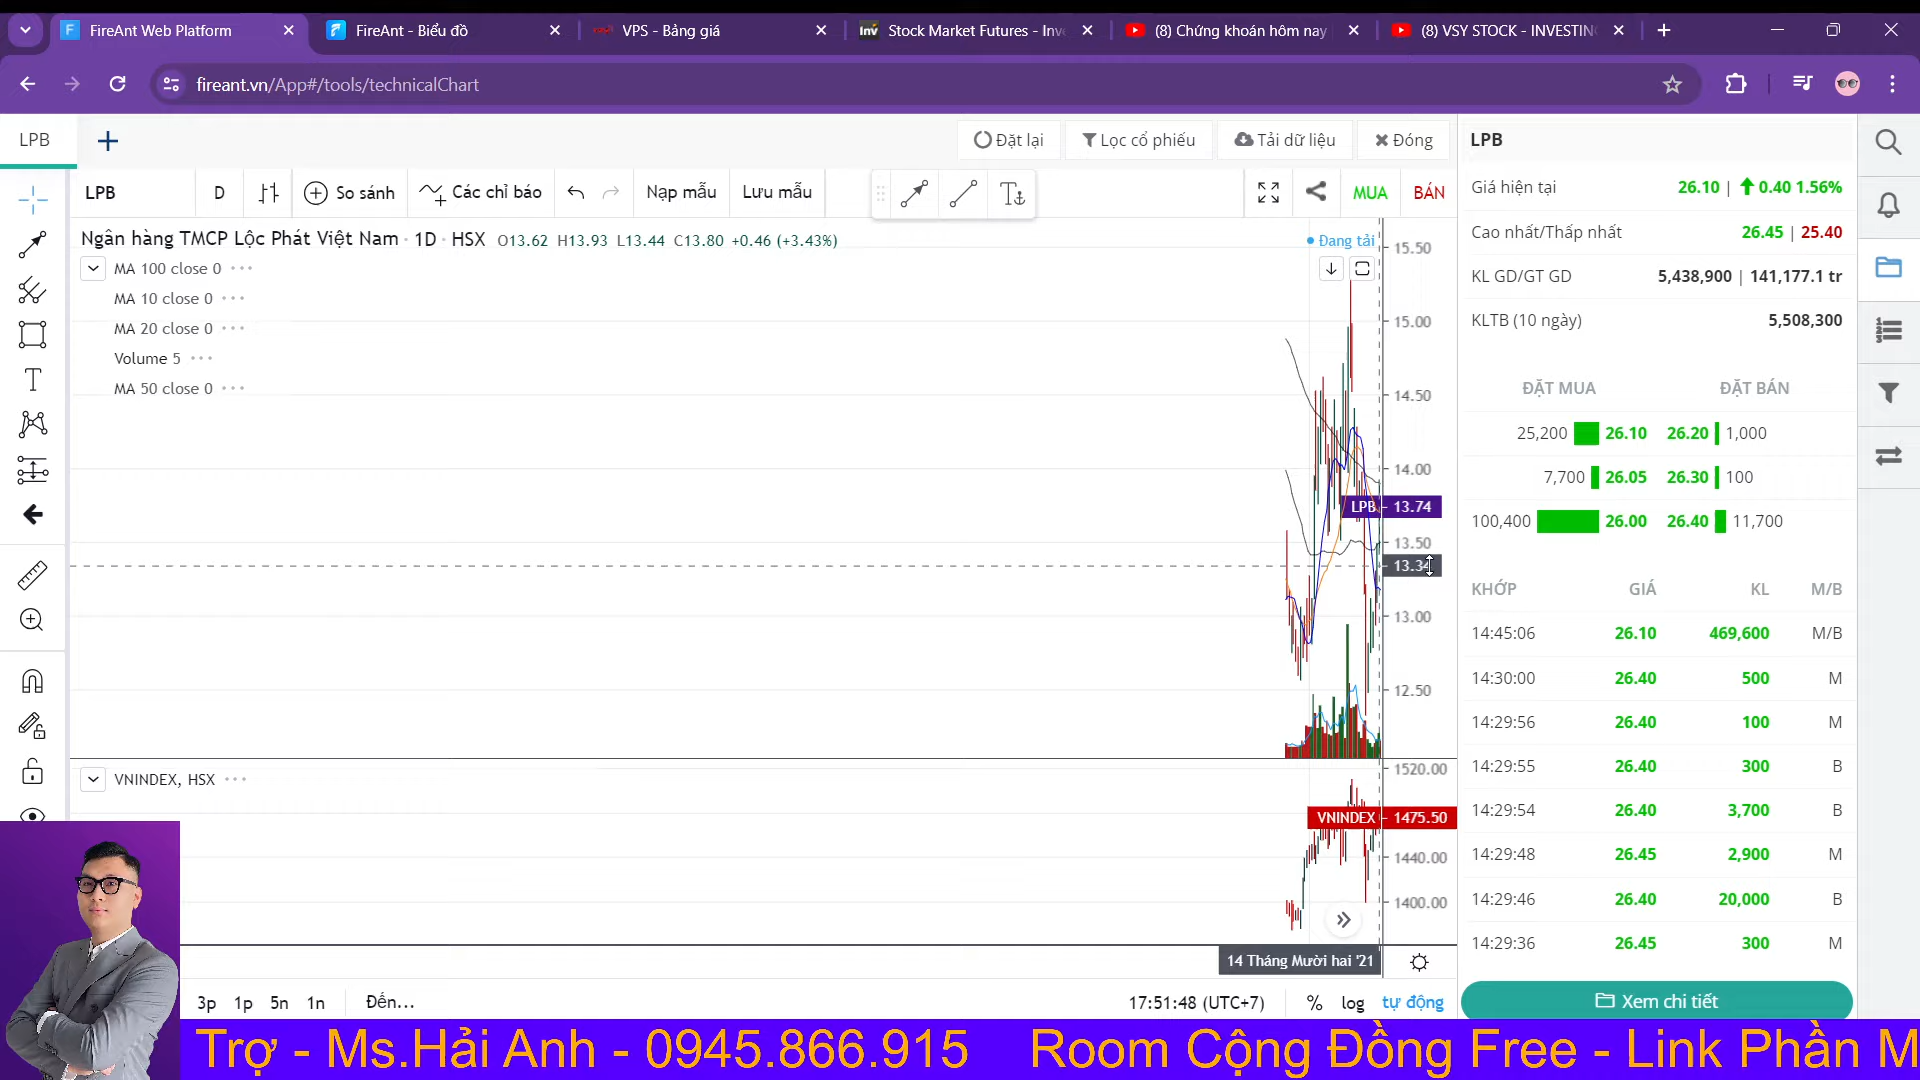 FireAnt Web Platform
FireAnt - Biểu đồ
VPS - Bảng giá
Stock Market Futures - Inve
(8) Chứng khoán hôm nay
(8) VSY STOCK - INVESTIN
fireant.vn/App#/tools/technicalChart
LPB
Đặt lại
Lọc cổ phiếu
Tải dữ liệu
Đóng
LPB
LPB
D
So sánh
Các chỉ báo
Nạp mẫu
Lưu mẫu
MUA
BÁN
Ngân hàng TMCP Lộc Phát Việt Nam · 1D · HSX O13.62 H13.93 L13.44 C13.80 +0.46 (+3.43%)
Đang tải
MA 100 close 0
MA 10 close 0
MA 20 close 0
Volume 5
MA 50 close 0
15.50
15.00
14.50
14.00
LPB 13.74
13.50
13.34
13.00
12.50
VNINDEX, HSX
1520.00
VNINDEX 1475.50
1440.00
1400.00
14 Tháng Mười hai '21
3p 1p 5n 1n Đến...
17:51:48 (UTC+7) % log tự động
Giá hiện tại 26.10 | 0.40 1.56%
Cao nhất/Thấp nhất 26.45 | 25.40
KL GD/GT GD 5,438,900 | 141,177.1 tr
KLTB (10 ngày) 5,508,300
ĐẶT MUA ĐẶT BÁN
25,200 26.10 26.20 1,000
7,700 26.05 26.30 100
100,400 26.00 26.40 11,700
KHỚP GIÁ KL M/B
14:45:06 26.10 469,600 M/B
14:30:00 26.40 500 M
14:29:56 26.40 100 M
14:29:55 26.40 300 B
14:29:54 26.40 3,700 B
14:29:48 26.45 2,900 M
14:29:46 26.40 20,000 B
14:29:36 26.45 300 M
Xem chi tiết
Trợ - Ms.Hải Anh - 0945.866.915 Room Cộng Đồng Free - Link Phần M